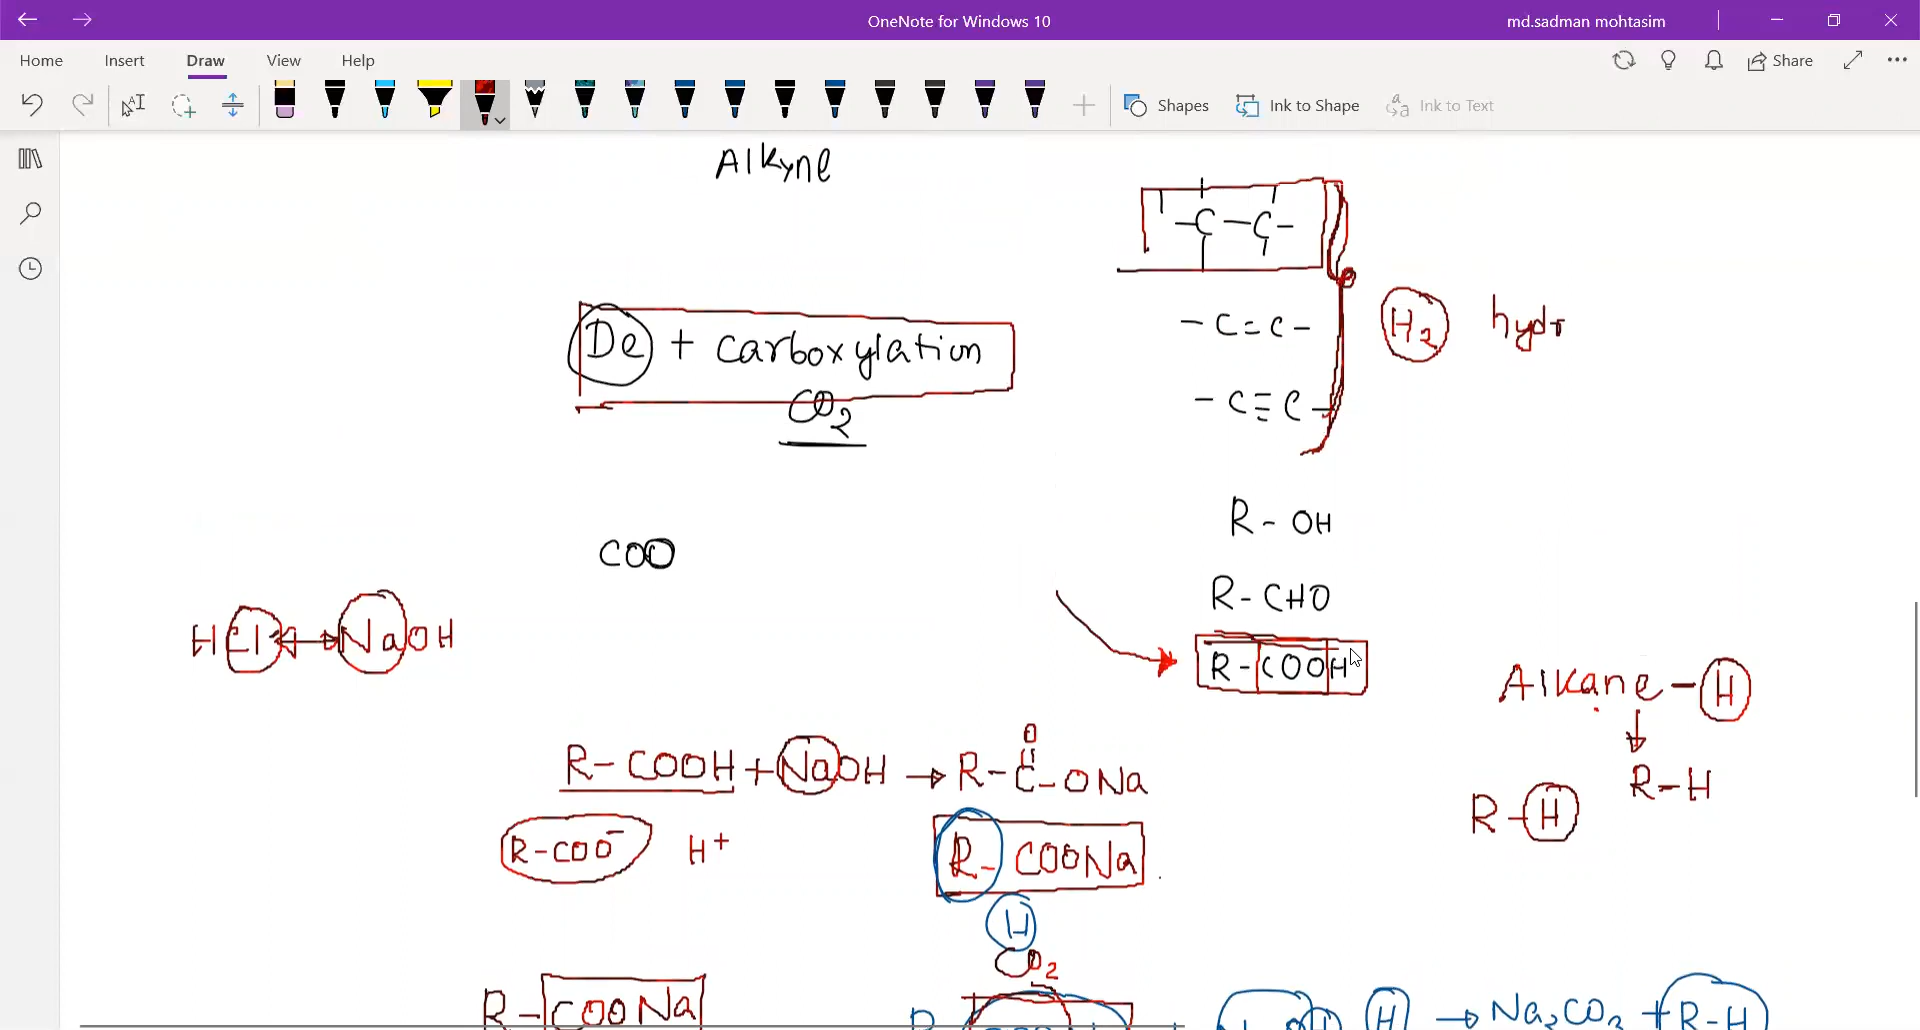 OneNote for Windows 10
md.sadman mohtasim
Home Insert Draw View Help
Share
Shapes Ink to Shape Ink to Text
Alkyne
-C-C-
De + carboxylation
CO2
-C=C-
H2 hydr
-C≡C-
R-OH
COO
R-CHO
HCl NaOH
R-COOH
Alkane-H
R-COOH + NaOH → R-C-ONa
O
R-H
R-H
R-COO⁻ H⁺
R-COONa
H
CO2
R-COONa
H → Na2CO3 + R-H